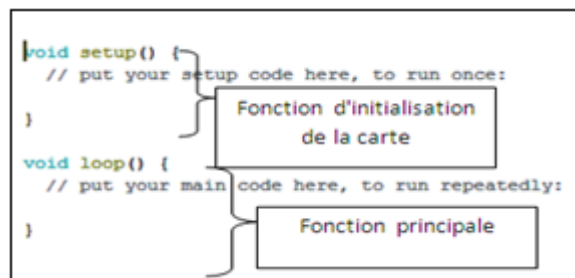 void setup() {
// put your setup code here, to run once:
Fonction d'initialisation
de la carte
}
void loop() {
// put your main code here, to run repeatedly:
Fonction principale
}